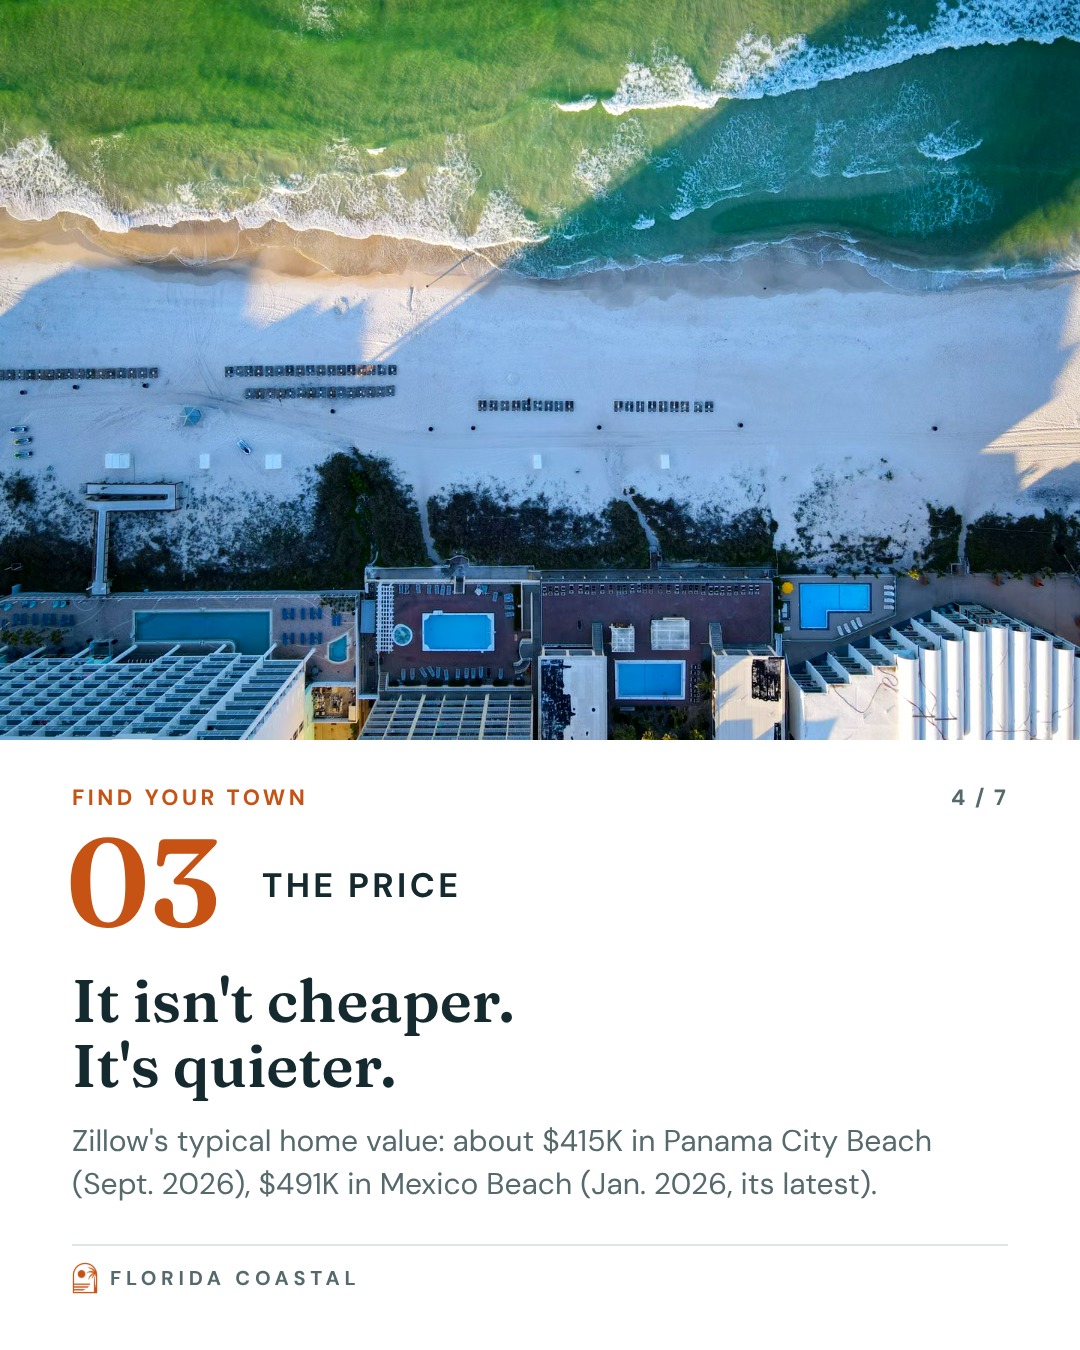 FIND YOUR TOWN
4 / 7
03 THE PRICE
It isn't cheaper.
It's quieter.
Zillow's typical home value: about $415K in Panama City Beach
(Sept. 2026), $491K in Mexico Beach (Jan. 2026, its latest).
FLORIDA COASTAL